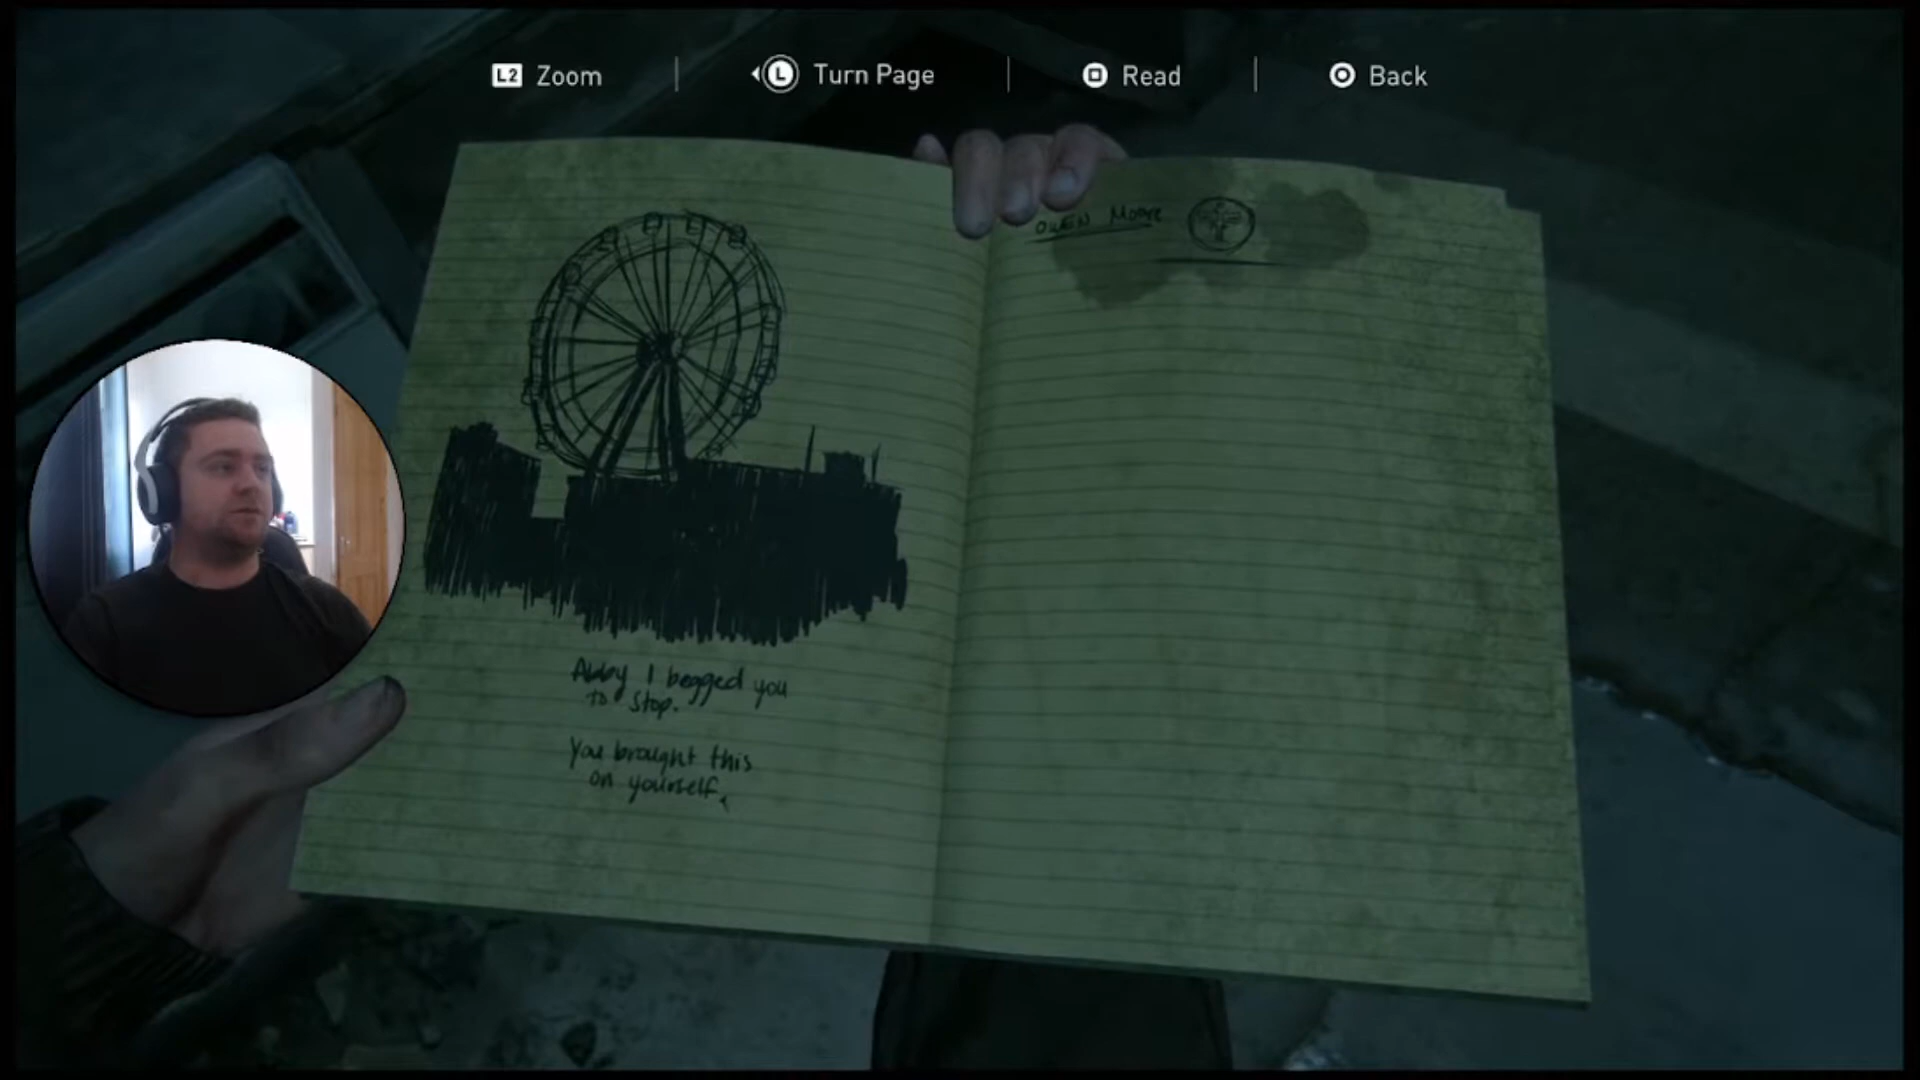 L2 Zoom
L Turn Page
Read
Back
OWEN MOORE
Abby I begged you
to stop.
You brought this
on yourself.